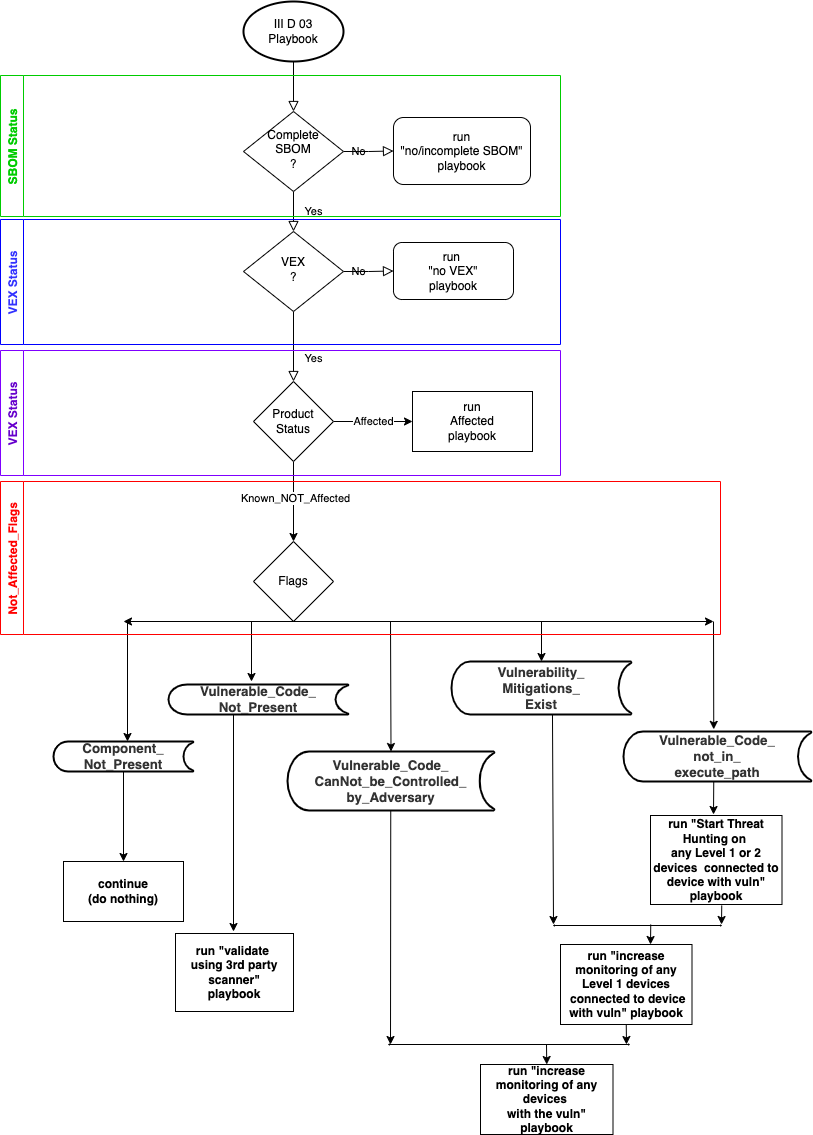 III D 03
Playbook
SBOM Status
Complete
SBOM
?
No
run
"no/incomplete SBOM"
playbook
Yes
VEX Status
VEX
?
No
run
"no VEX"
playbook
Yes
VEX Status
Product
Status
Affected
run
Affected
playbook
Known_NOT_Affected
Not_Affected_Flags
Flags
Component_
Not_Present
Vulnerable_Code_
Not_Present
Vulnerable_Code_
CanNot_be_Controlled_
by_Adversary
Vulnerability_
Mitigations_
Exist
Vulnerable_Code_
not_in_
execute_path
continue
(do nothing)
run "validate
using 3rd party
scanner"
playbook
run "Start Threat
Hunting on
any Level 1 or 2
devices connected to
device with vuln"
playbook
run "increase
monitoring of any
Level 1 devices
connected to device
with vuln" playbook
run "increase
monitoring of any
devices
with the vuln"
playbook